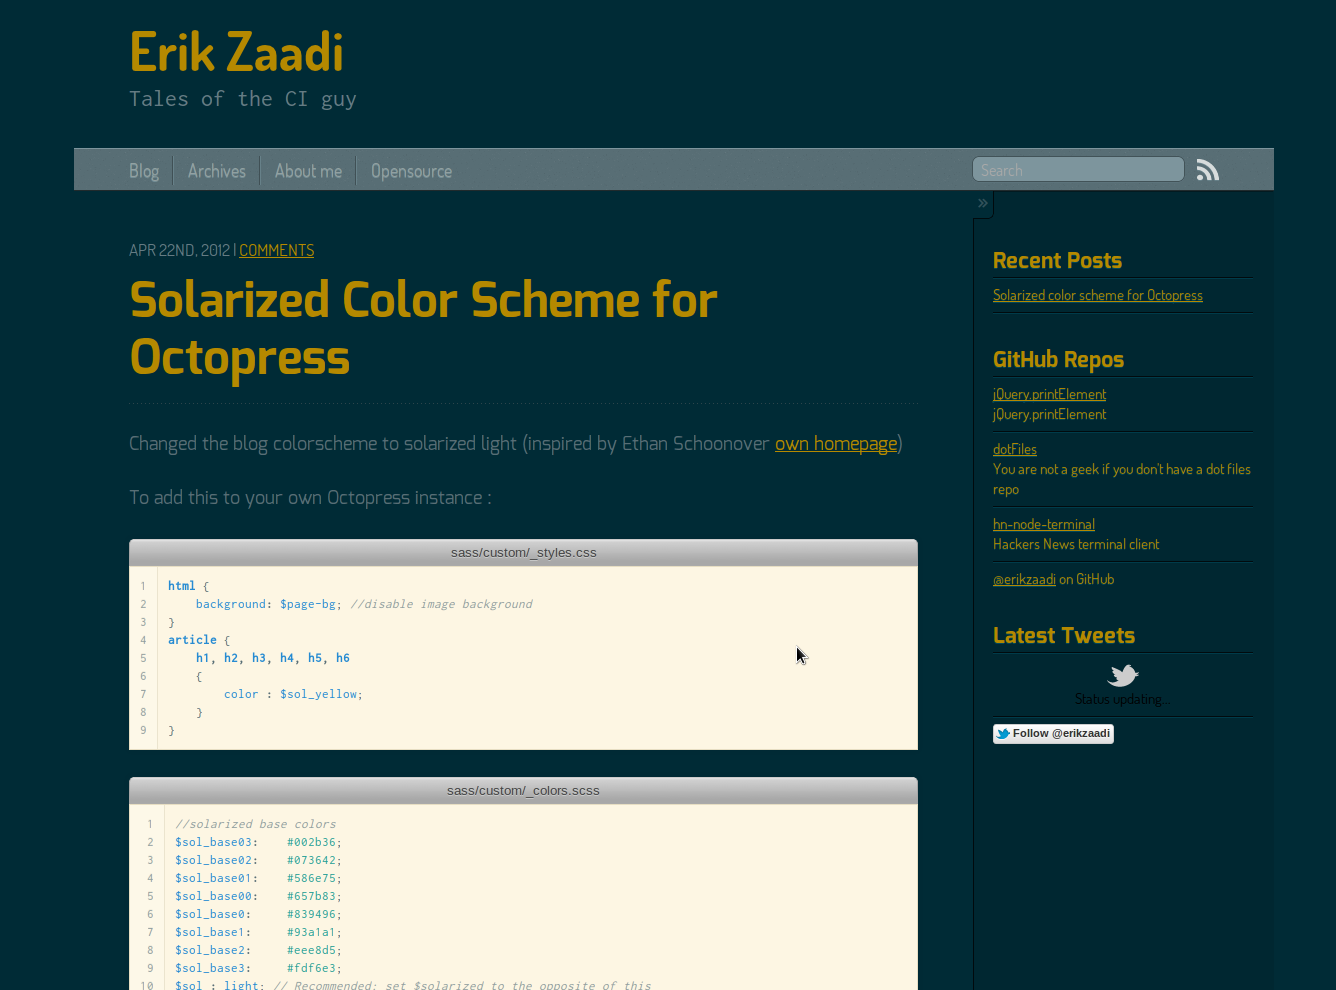 Erik Zaadi
Tales of the CI guy
Blog Archives About me Opensource Search
»
APR 22ND, 2012 | COMMENTS
Solarized Color Scheme for
Octopress
Changed the blog colorscheme to solarized light (inspired by Ethan Schoonover own homepage)
To add this to your own Octopress instance :
sass/custom/_styles.css
1 html {
2 background: $page-bg; //disable image background
3 }
4 article {
5 h1, h2, h3, h4, h5, h6
6 {
7 color : $sol_yellow;
8 }
9 }
sass/custom/_colors.scss
1 //solarized base colors
2 $sol_base03: #002b36;
3 $sol_base02: #073642;
4 $sol_base01: #586e75;
5 $sol_base00: #657b83;
6 $sol_base0: #839496;
7 $sol_base1: #93a1a1;
8 $sol_base2: #eee8d5;
9 $sol_base3: #fdf6e3;
10 $sol : light; // Recommended: set $solarized to the opposite of this
Recent Posts
Solarized color scheme for Octopress
GitHub Repos
jQuery.printElement
jQuery.printElement
dotFiles
You are not a geek if you don't have a dot files
repo
hn-node-terminal
Hackers News terminal client
@erikzaadi on GitHub
Latest Tweets
Status updating...
Follow @erikzaadi